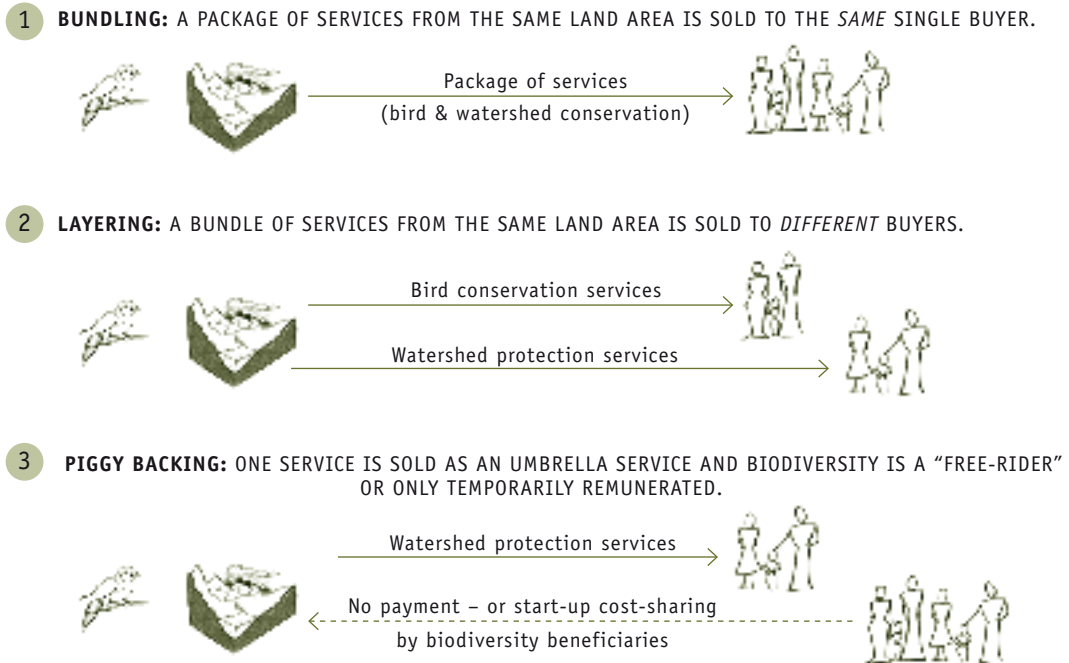 1 BUNDLING: A PACKAGE OF SERVICES FROM THE SAME LAND AREA IS SOLD TO THE SAME SINGLE BUYER.
Package of services
(bird & watershed conservation)
2 LAYERING: A BUNDLE OF SERVICES FROM THE SAME LAND AREA IS SOLD TO DIFFERENT BUYERS.
Bird conservation services
Watershed protection services
3 PIGGY BACKING: ONE SERVICE IS SOLD AS AN UMBRELLA SERVICE AND BIODIVERSITY IS A “FREE-RIDER”
OR ONLY TEMPORARILY REMUNERATED.
Watershed protection services
No payment – or start-up cost-sharing
by biodiversity beneficiaries